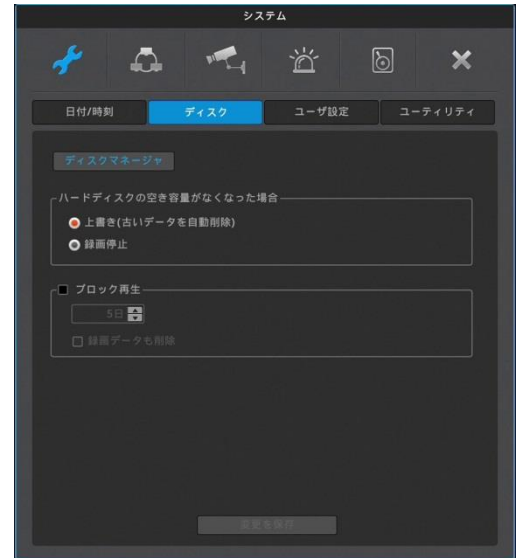 システム
日付/時刻
ディスク
ユーザ設定
ユーティリティ
ディスクマネージャ
ハードディスクの空き容量がなくなった場合
上書き(古いデータを自動削除)
録画停止
ブロック再生
5日
録画データも削除
変更を保存